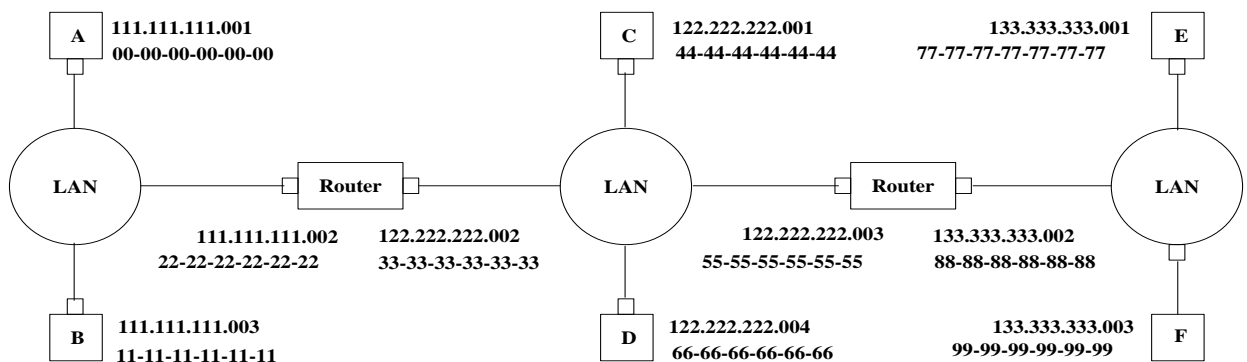 A
111.111.111.001
00-00-00-00-00-00
C
122.222.222.001
44-44-44-44-44-44
133.333.333.001
E
77-77-77-77-77-77-77
LAN
Router
LAN
Router
LAN
111.111.111.002
122.222.222.002
122.222.222.003
133.333.333.002
22-22-22-22-22-22
33-33-33-33-33-33
55-55-55-55-55-55
88-88-88-88-88-88
B
111.111.111.003
11-11-11-11-11-11
D
122.222.222.004
66-66-66-66-66-66
133.333.333.003
F
99-99-99-99-99-99